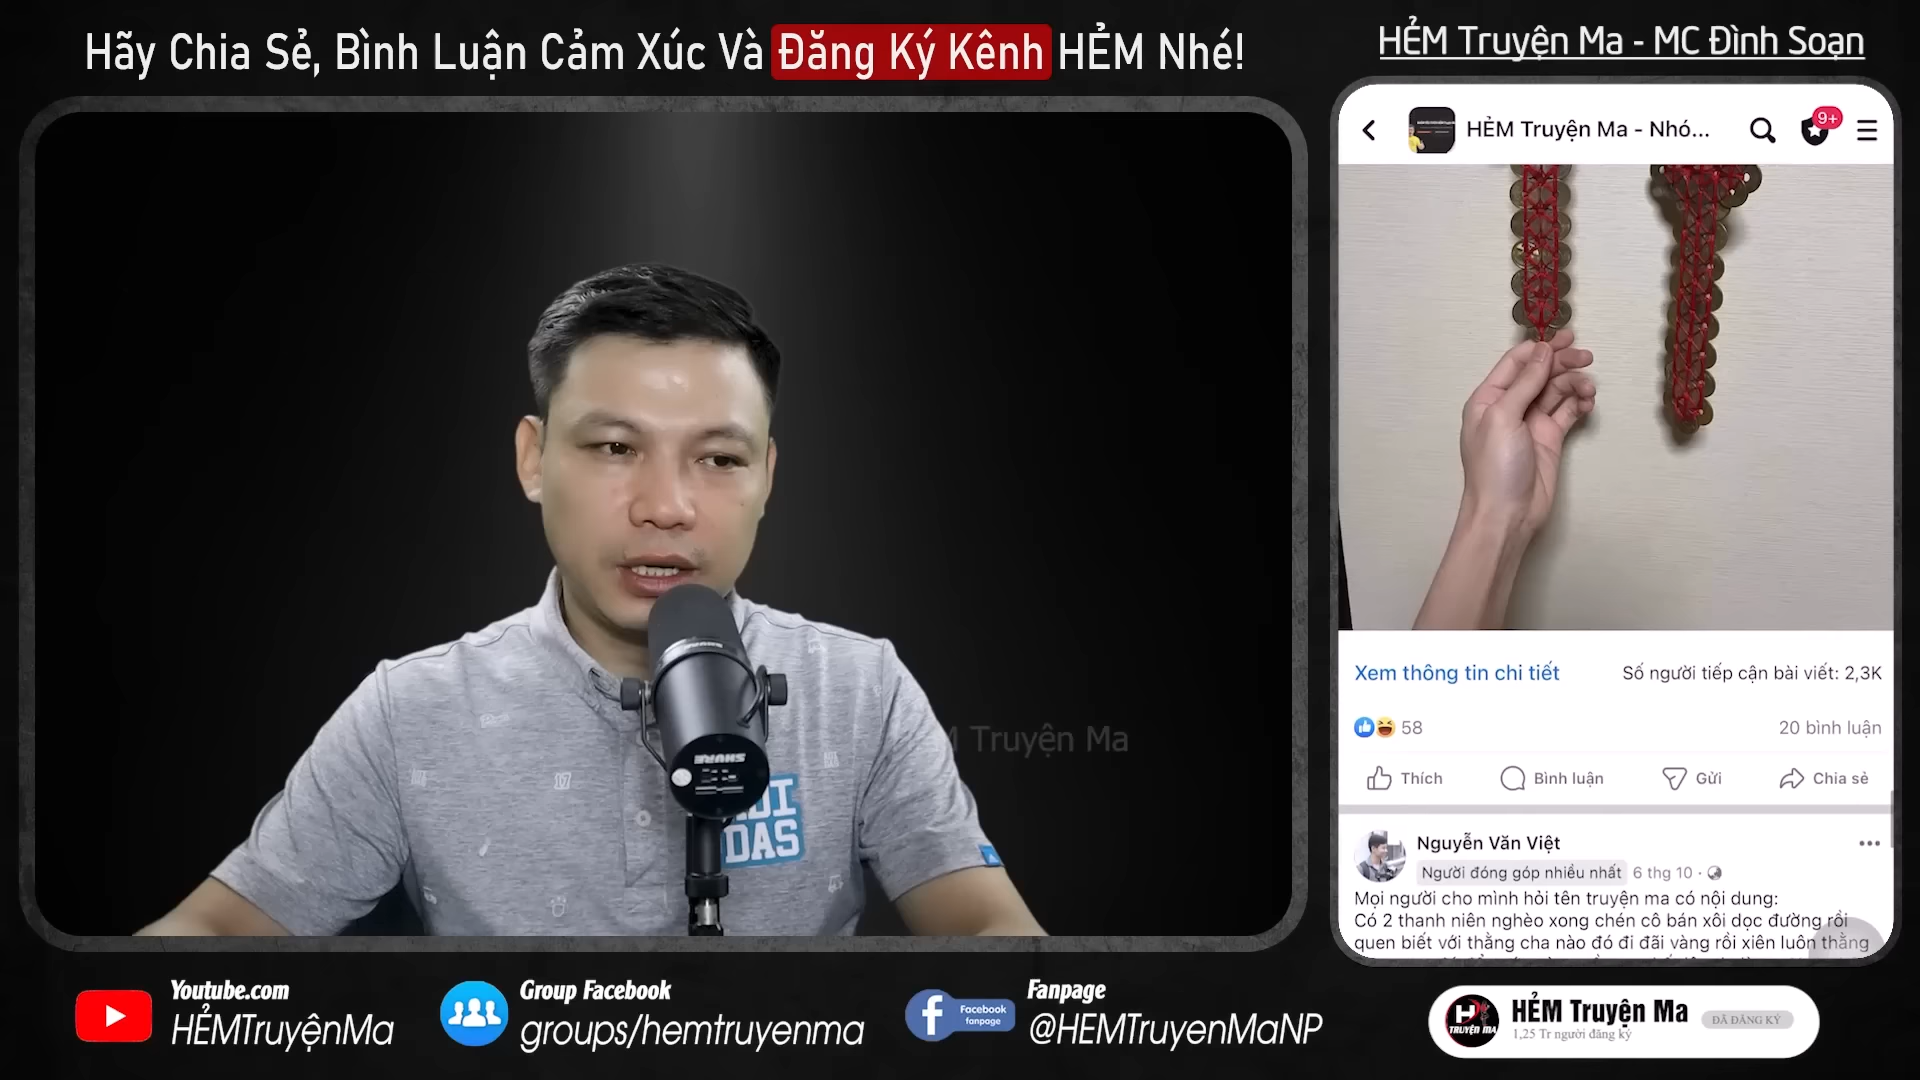 Hãy Chia Sẻ, Bình Luận Cảm Xúc Và Đăng Ký Kênh HẺM Nhé!
HẺM Truyện Ma - MC Đình Soạn
HẺM Truyện Ma - Nhó...
9+
Xem thông tin chi tiết
Số người tiếp cận bài viết: 2,3K
58
20 bình luận
Thích
Bình luận
Gửi
Chia sẻ
Nguyễn Văn Việt
Người đóng góp nhiều nhất
6 thg 10
Mọi người cho mình hỏi tên truyện ma có nội dung:
Có 2 thanh niên nghèo xong chén cô bán xôi dọc đường rồi
quen biết với thằng cha nào đó đi đãi vàng rồi xiên luôn thằng
Truyện Ma
SHURE
SHURE
DAS
Youtube.com
HẺMTruyệnMa
Group Facebook
groups/hemtruyenma
Facebook
fanpage
Fanpage
@HEMTruyenMaNP
H
TRUYỆN MA
HẺM Truyện Ma
1,25 Tr người đăng ký
ĐÃ ĐĂNG KÝ